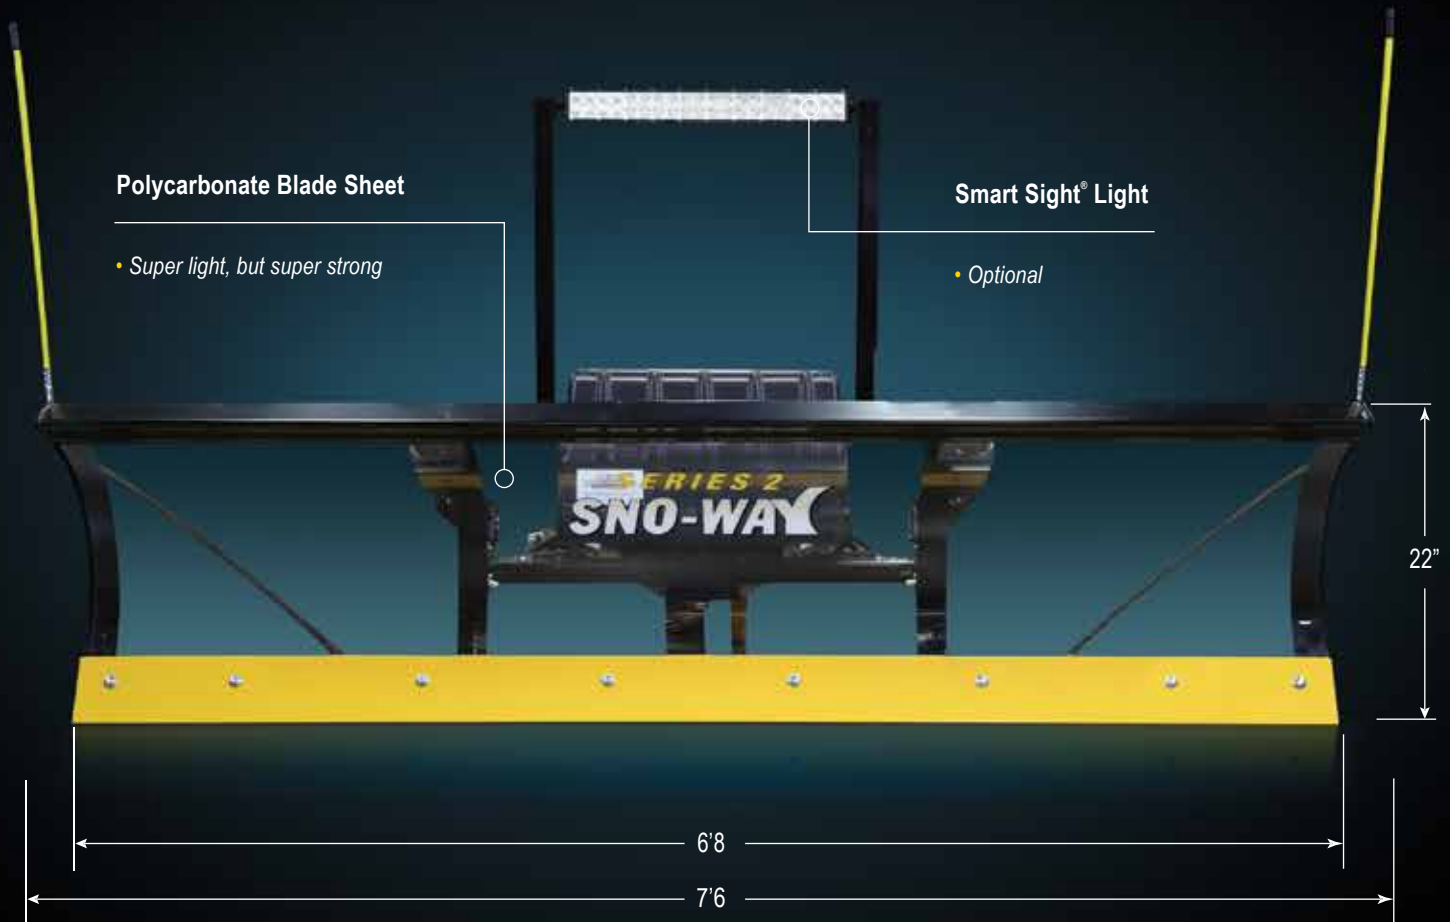 Polycarbonate Blade Sheet
• Super light, but super strong
Smart Sight® Light
• Optional
SERIES 2
SNO-WAY
22”
6’8
7’6